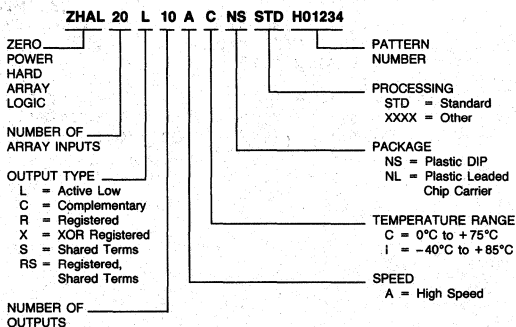 ZHAL 20 L 10 A C NS STD H01234
ZERO
POWER
HARD
ARRAY
LOGIC
NUMBER OF
ARRAY INPUTS
OUTPUT TYPE
L = Active Low
C = Complementary
R = Registered
X = XOR Registered
S = Shared Terms
RS = Registered,
Shared Terms
NUMBER OF
OUTPUTS
PATTERN
NUMBER
PROCESSING
STD = Standard
XXXX = Other
PACKAGE
NS = Plastic DIP
NL = Plastic Leaded
Chip Carrier
TEMPERATURE RANGE
C = 0°C to +75°C
I = −40°C to +85°C
SPEED
A = High Speed